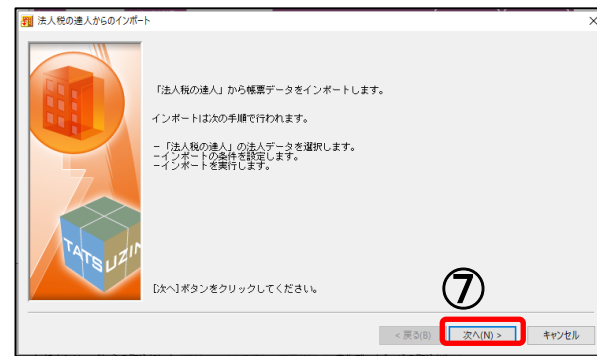 法人税の達人からのインポート
「法人税の達人」から帳票データをインポートします。
インポートは次の手順で行われます。
－「法人税の達人」の法人データを選択します。
－インポートの条件を設定します。
－インポートを実行します。
TATSUZIN
[次へ]ボタンをクリックしてください。
⑦
< 戻る(B) 次へ(N) > キャンセル